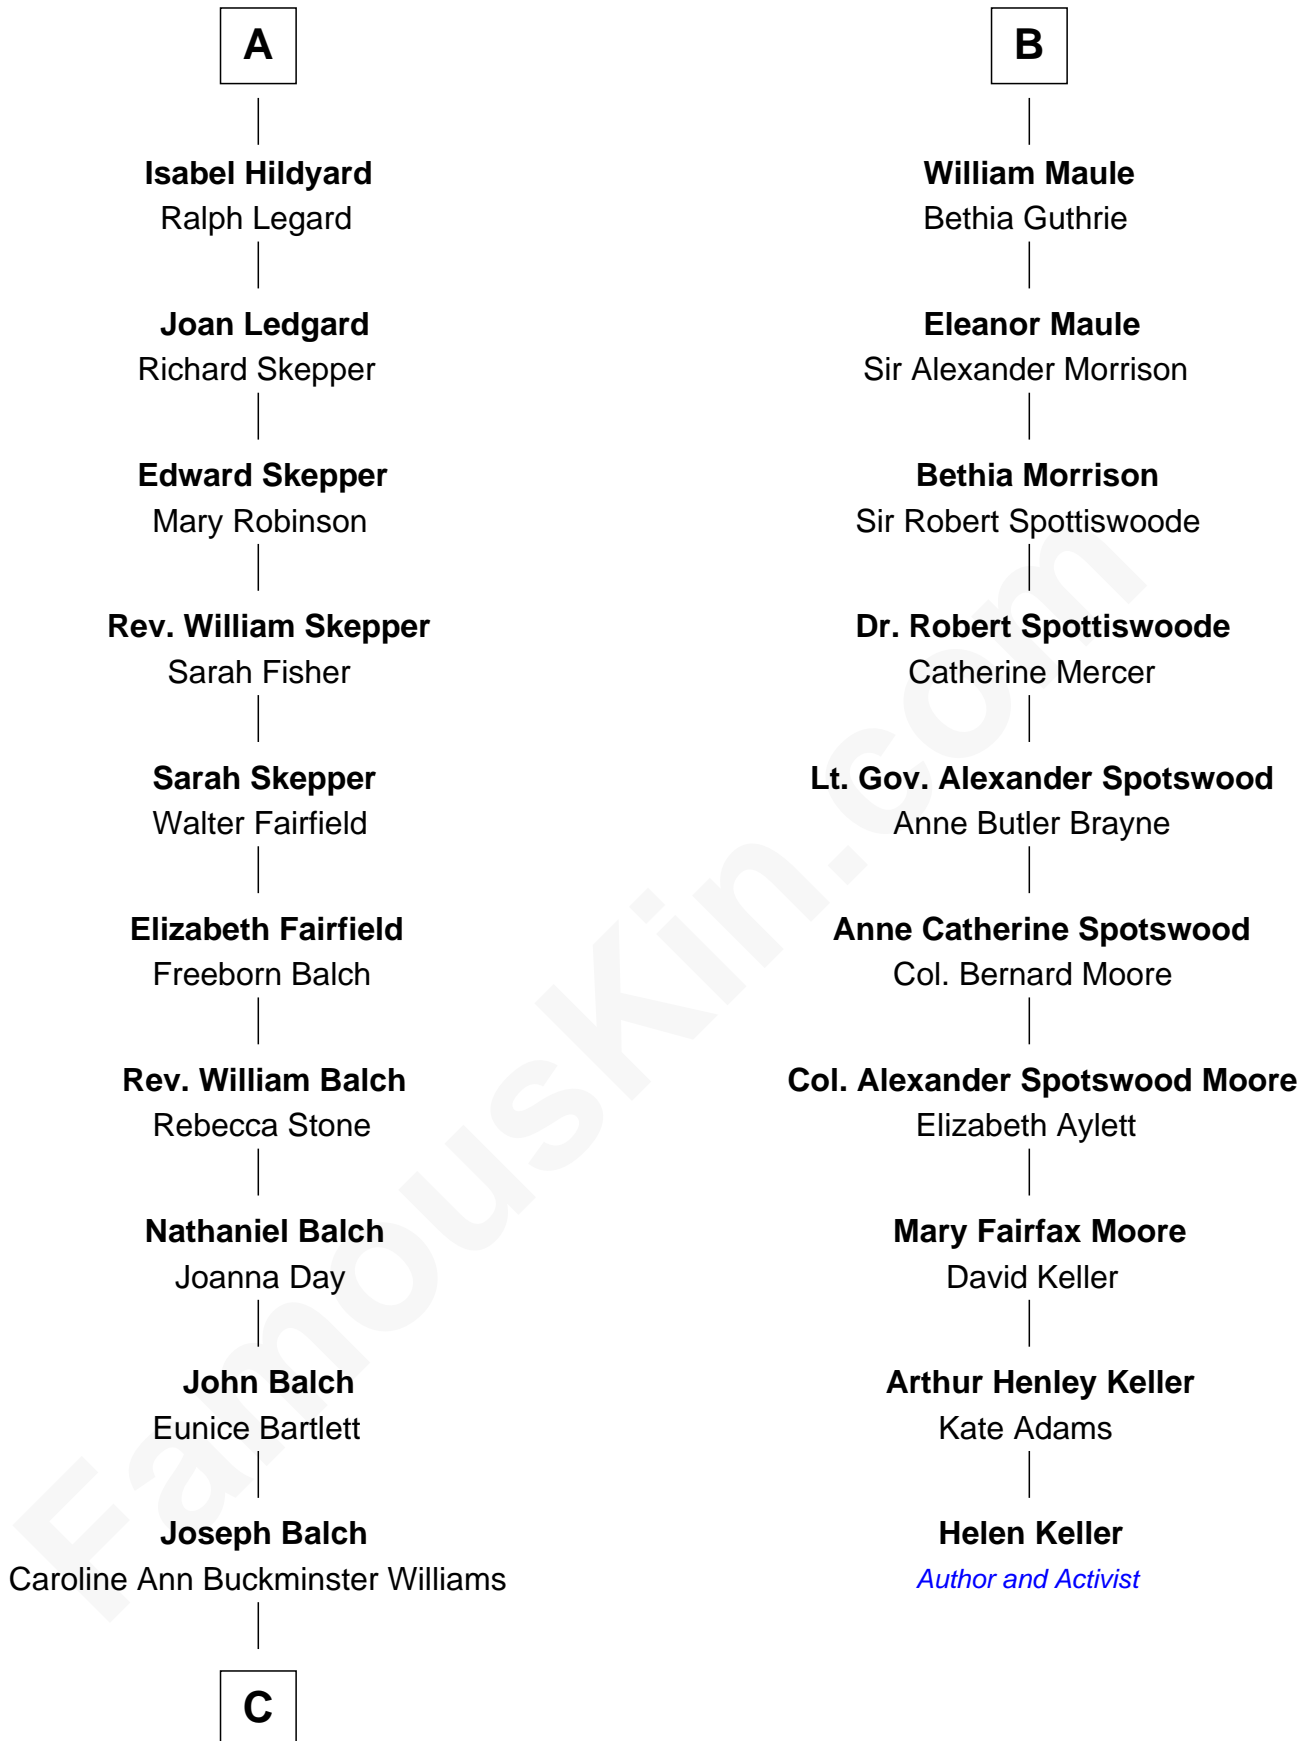 A
Isabel Hildyard
Ralph Legard
Joan Ledgard
Richard Skepper
Edward Skepper
Mary Robinson
Rev. William Skepper
Sarah Fisher
Sarah Skepper
Walter Fairfield
Elizabeth Fairfield
Freeborn Balch
Rev. William Balch
Rebecca Stone
Nathaniel Balch
Joanna Day
John Balch
Eunice Bartlett
Joseph Balch
Caroline Ann Buckminster Williams
C
B
William Maule
Bethia Guthrie
Eleanor Maule
Sir Alexander Morrison
Bethia Morrison
Sir Robert Spottiswoode
Dr. Robert Spottiswoode
Catherine Mercer
Lt. Gov. Alexander Spotswood
Anne Butler Brayne
Anne Catherine Spotswood
Col. Bernard Moore
Col. Alexander Spotswood Moore
Elizabeth Aylett
Mary Fairfax Moore
David Keller
Arthur Henley Keller
Kate Adams
Helen Keller
Author and Activist
FamousKin.com